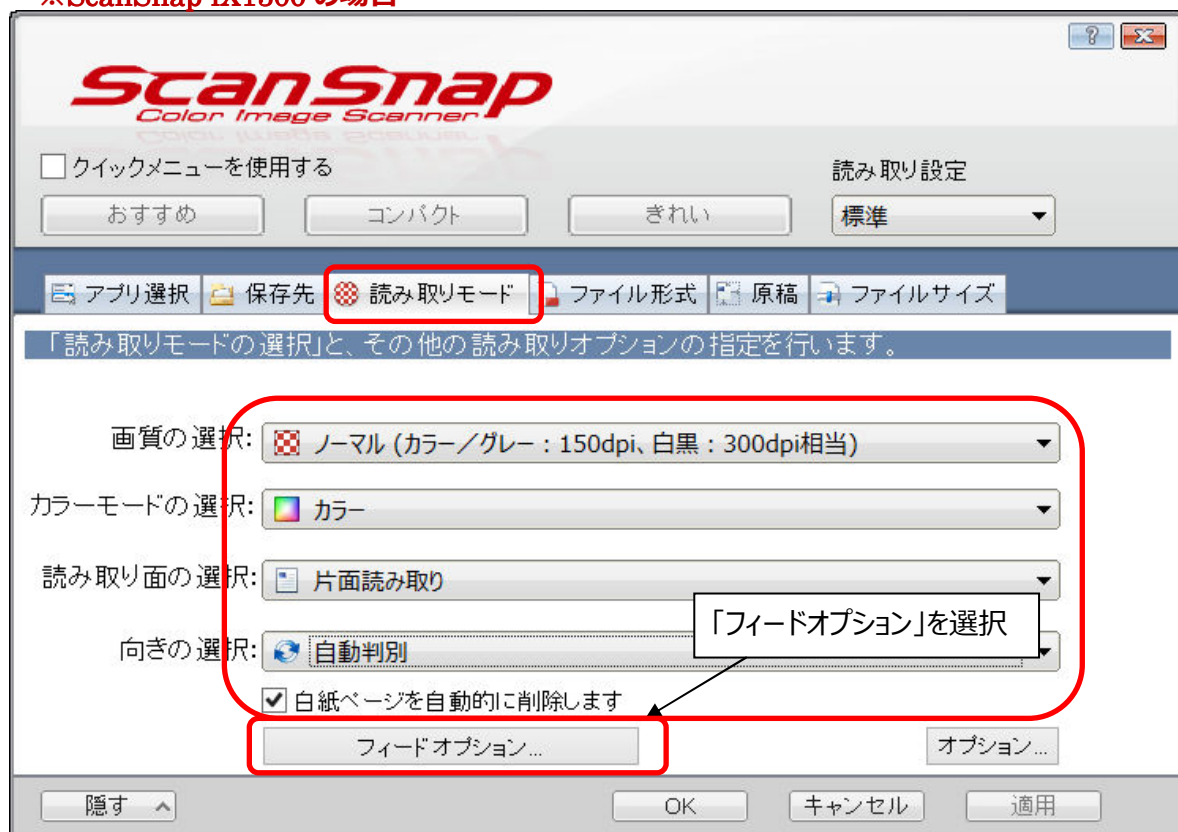 ※ScanSnap iX1500 の場合
ScanSnap
Color Image Scanner
クイックメニューを使用する
読み取り設定
おすすめ コンパクト きれい 標準
アプリ選択 保存先 読み取りモード ファイル形式 原稿 ファイルサイズ
「読み取りモードの選択」と、その他の読み取りオプションの指定を行います。
画質の選択: ノーマル (カラー/グレー:150dpi、白黒:300dpi相当)
カラーモードの選択: カラー
読み取り面の選択: 片面読み取り
「フィードオプション」を選択
向きの選択: 自動判別
白紙ページを自動的に削除します
フィードオプション... オプション...
隠す OK キャンセル 適用